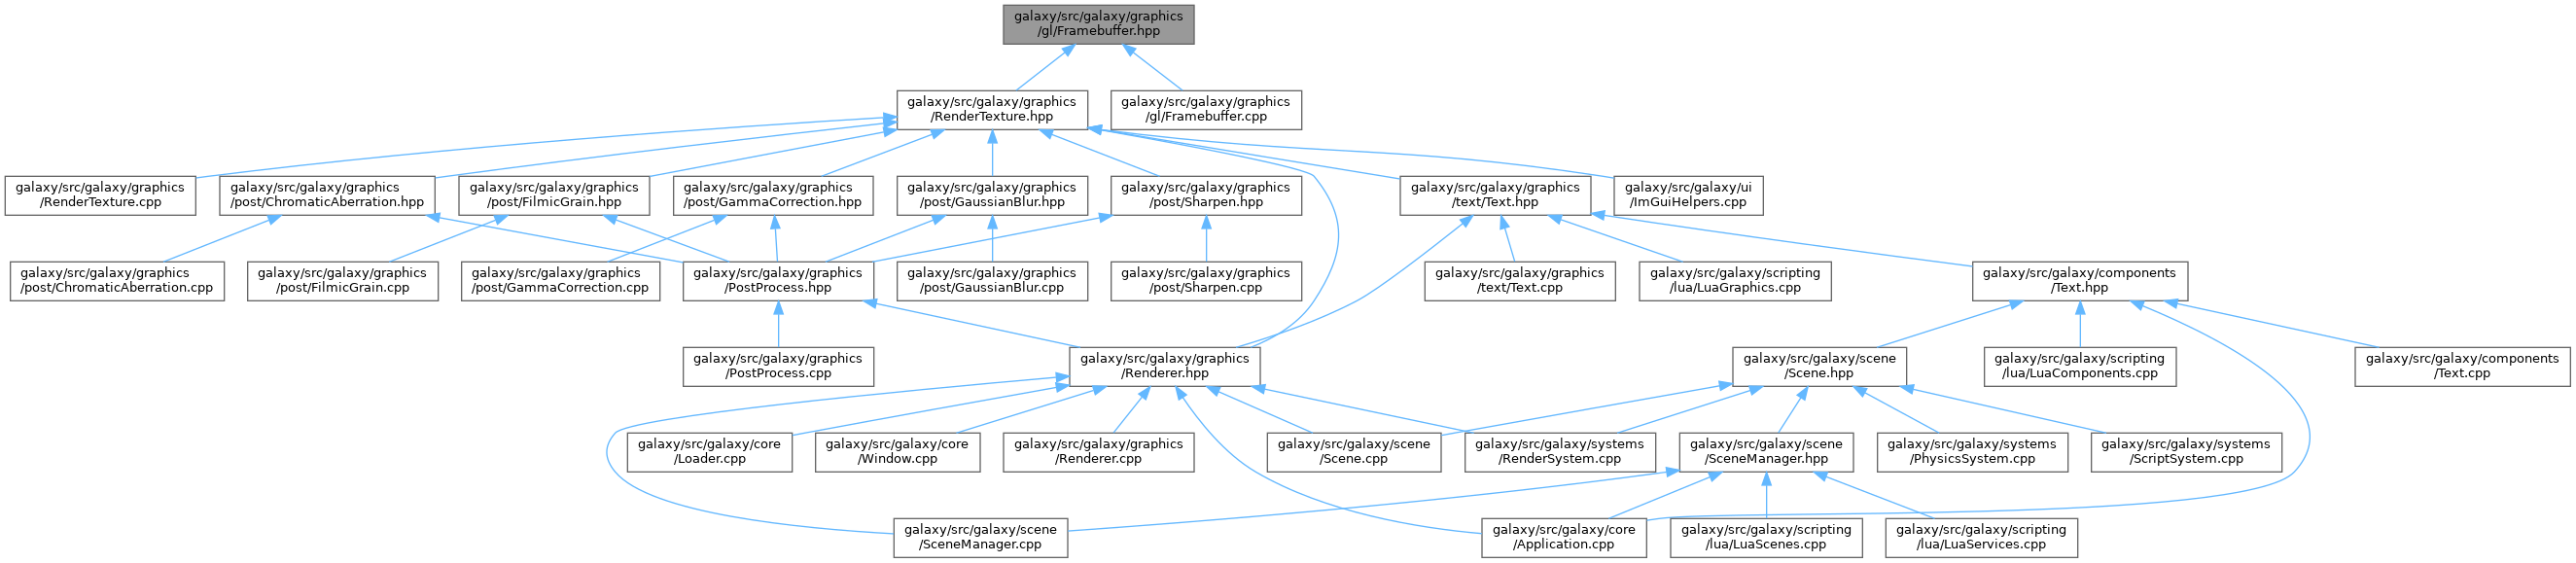 galaxy/src/galaxy/graphics
/gl/Framebuffer.hpp
galaxy/src/galaxy/graphics
/RenderTexture.hpp
galaxy/src/galaxy/graphics
/gl/Framebuffer.cpp
galaxy/src/galaxy/graphics
/RenderTexture.cpp
galaxy/src/galaxy/graphics
/post/ChromaticAberration.hpp
galaxy/src/galaxy/graphics
/post/FilmicGrain.hpp
galaxy/src/galaxy/graphics
/post/GammaCorrection.hpp
galaxy/src/galaxy/graphics
/post/GaussianBlur.hpp
galaxy/src/galaxy/graphics
/post/Sharpen.hpp
galaxy/src/galaxy/graphics
/text/Text.hpp
galaxy/src/galaxy/ui
/ImGuiHelpers.cpp
galaxy/src/galaxy/graphics
/post/ChromaticAberration.cpp
galaxy/src/galaxy/graphics
/post/FilmicGrain.cpp
galaxy/src/galaxy/graphics
/post/GammaCorrection.cpp
galaxy/src/galaxy/graphics
/PostProcess.hpp
galaxy/src/galaxy/graphics
/post/GaussianBlur.cpp
galaxy/src/galaxy/graphics
/post/Sharpen.cpp
galaxy/src/galaxy/graphics
/text/Text.cpp
galaxy/src/galaxy/scripting
/lua/LuaGraphics.cpp
galaxy/src/galaxy/components
/Text.hpp
galaxy/src/galaxy/graphics
/PostProcess.cpp
galaxy/src/galaxy/graphics
/Renderer.hpp
galaxy/src/galaxy/scene
/Scene.hpp
galaxy/src/galaxy/scripting
/lua/LuaComponents.cpp
galaxy/src/galaxy/components
/Text.cpp
galaxy/src/galaxy/core
/Loader.cpp
galaxy/src/galaxy/core
/Window.cpp
galaxy/src/galaxy/graphics
/Renderer.cpp
galaxy/src/galaxy/scene
/Scene.cpp
galaxy/src/galaxy/systems
/RenderSystem.cpp
galaxy/src/galaxy/scene
/SceneManager.hpp
galaxy/src/galaxy/systems
/PhysicsSystem.cpp
galaxy/src/galaxy/systems
/ScriptSystem.cpp
galaxy/src/galaxy/scene
/SceneManager.cpp
galaxy/src/galaxy/core
/Application.cpp
galaxy/src/galaxy/scripting
/lua/LuaScenes.cpp
galaxy/src/galaxy/scripting
/lua/LuaServices.cpp